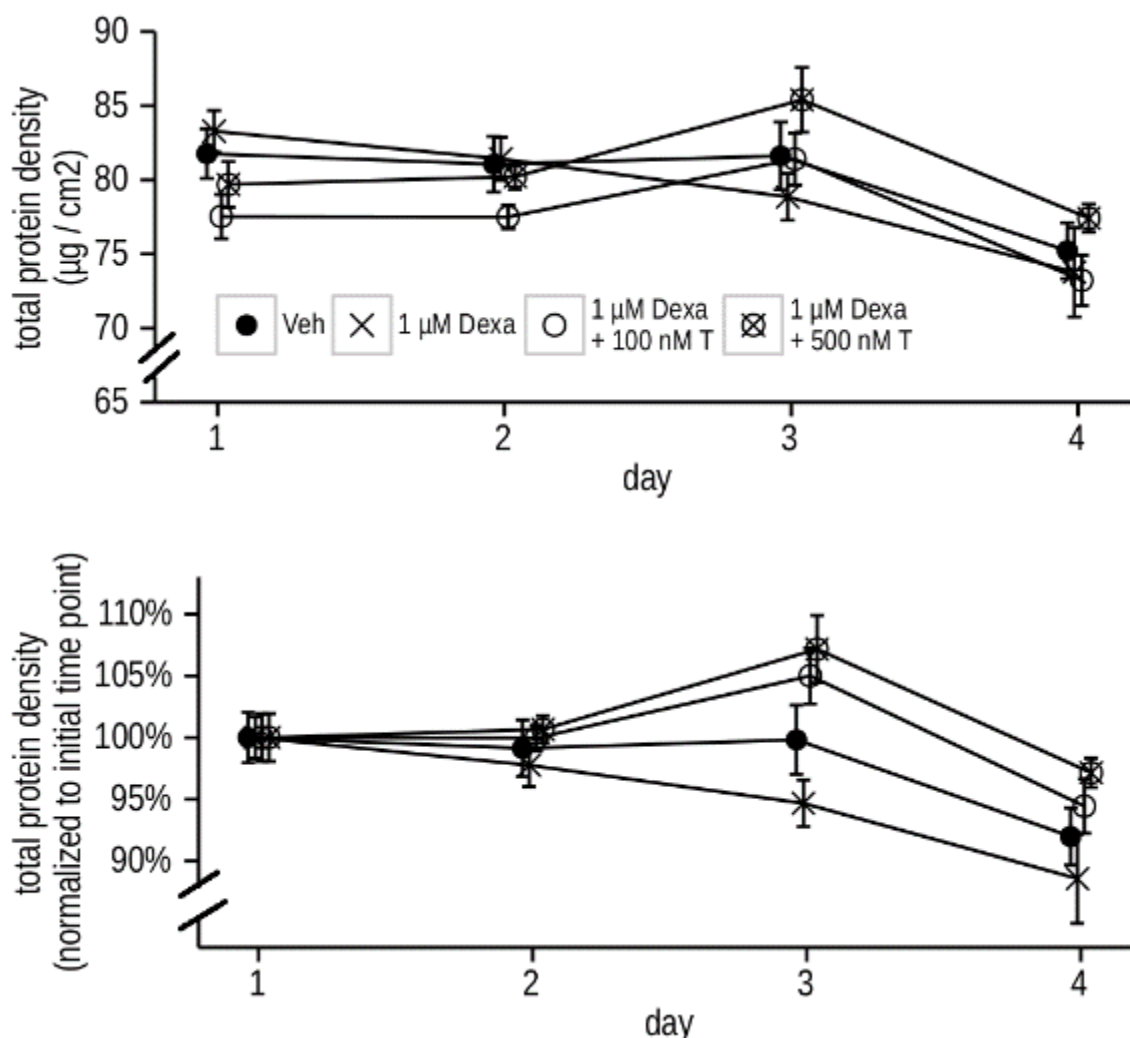 total protein density
(µg / cm2)
90
85
80
75
70
65
Veh
1 µM Dexa
1 µM Dexa
+ 100 nM T
1 µM Dexa
+ 500 nM T
1 2 3 4
day
total protein density
(normalized to initial time point)
110%
105%
100%
95%
90%
1 2 3 4
day